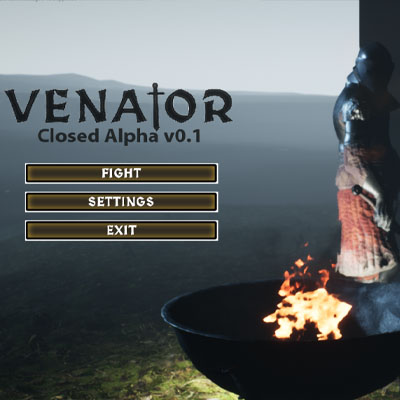 VENATOR
Closed Alpha v0.1
FIGHT
SETTINGS
EXIT